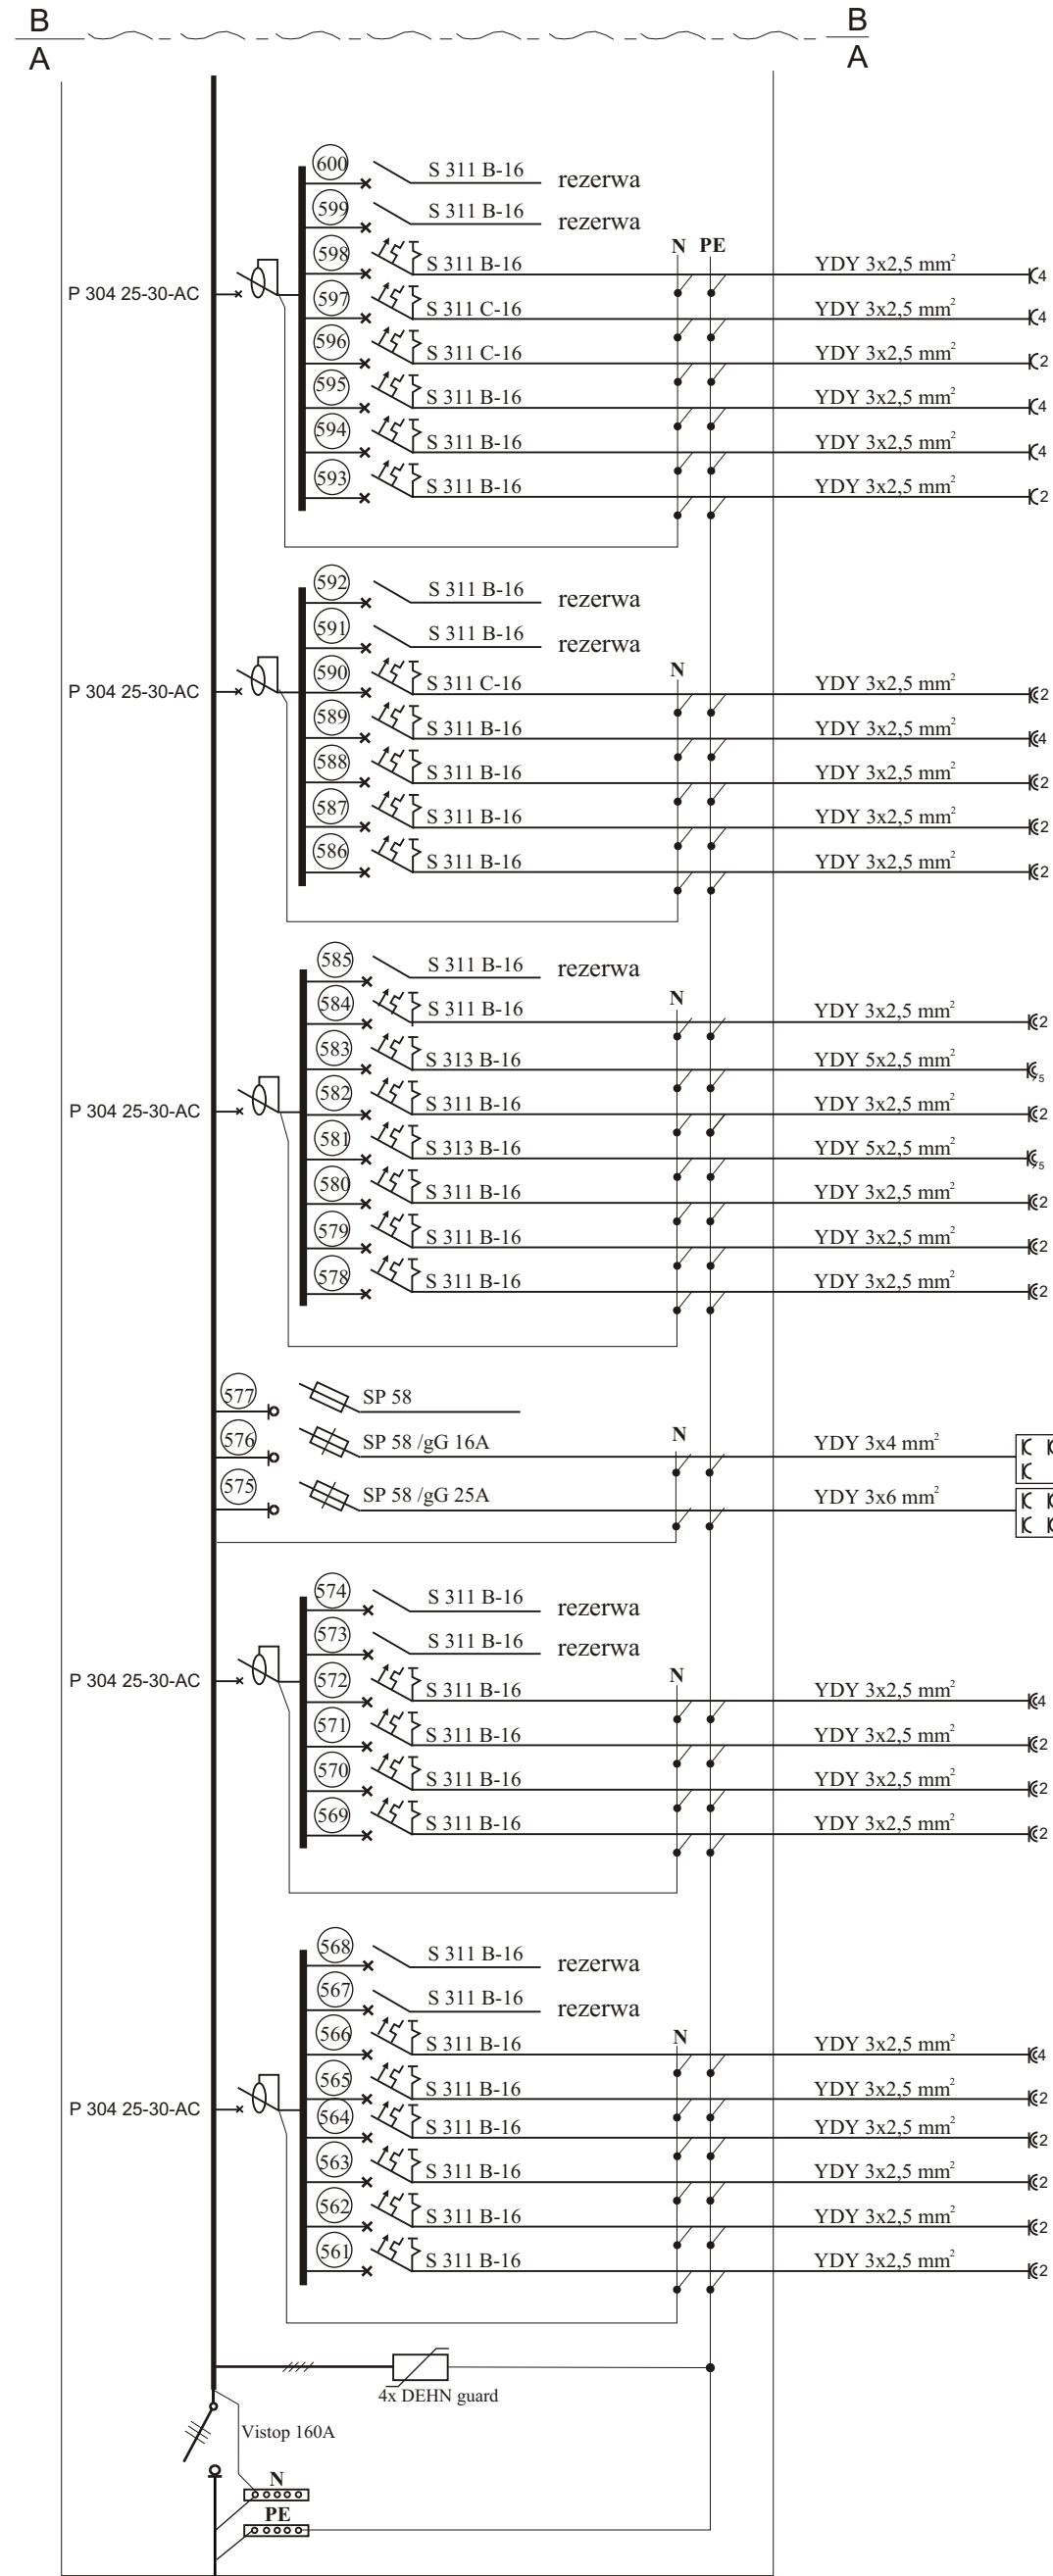 B B
A A
600 S 311 B-16 rezerwa
599 S 311 B-16 rezerwa
N PE
598 S 311 B-16 YDY 3x2,5 mm² 4
P 304 25-30-AC
597 S 311 C-16 YDY 3x2,5 mm² 4
596 S 311 C-16 YDY 3x2,5 mm² 2
595 S 311 B-16 YDY 3x2,5 mm² 4
594 S 311 B-16 YDY 3x2,5 mm² 4
593 S 311 B-16 YDY 3x2,5 mm² 2
592 S 311 B-16 rezerwa
591 S 311 B-16 rezerwa
N
590 S 311 C-16 YDY 3x2,5 mm² 2
P 304 25-30-AC
589 S 311 B-16 YDY 3x2,5 mm² 4
588 S 311 B-16 YDY 3x2,5 mm² 2
587 S 311 B-16 YDY 3x2,5 mm² 2
586 S 311 B-16 YDY 3x2,5 mm² 2
585 S 311 B-16 rezerwa
N
584 S 311 B-16 YDY 3x2,5 mm² 2
583 S 313 B-16 YDY 5x2,5 mm² 5
582 S 311 B-16 YDY 3x2,5 mm² 2
P 304 25-30-AC
581 S 313 B-16 YDY 5x2,5 mm² 5
580 S 311 B-16 YDY 3x2,5 mm² 2
579 S 311 B-16 YDY 3x2,5 mm² 2
578 S 311 B-16 YDY 3x2,5 mm² 2
577 SP 58
N
576 SP 58 /gG 16A YDY 3x4 mm²
575 SP 58 /gG 25A YDY 3x6 mm²
574 S 311 B-16 rezerwa
573 S 311 B-16 rezerwa
N
P 304 25-30-AC
572 S 311 B-16 YDY 3x2,5 mm² 4
571 S 311 B-16 YDY 3x2,5 mm² 2
570 S 311 B-16 YDY 3x2,5 mm² 2
569 S 311 B-16 YDY 3x2,5 mm² 2
568 S 311 B-16 rezerwa
567 S 311 B-16 rezerwa
N
566 S 311 B-16 YDY 3x2,5 mm² 4
565 S 311 B-16 YDY 3x2,5 mm² 2
P 304 25-30-AC
564 S 311 B-16 YDY 3x2,5 mm² 2
563 S 311 B-16 YDY 3x2,5 mm² 2
562 S 311 B-16 YDY 3x2,5 mm² 2
561 S 311 B-16 YDY 3x2,5 mm² 2
4x DEHN guard
Vistop 160A
N
PE